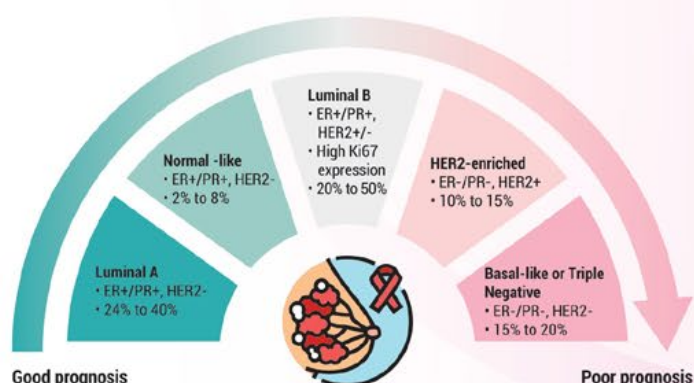 Luminal A
• ER+/PR+, HER2-
• 24% to 40%
Normal -like
• ER+/PR+, HER2-
• 2% to 8%
Luminal B
• ER+/PR+,
HER2+/-
• High Ki67
expression
• 20% to 50%
HER2-enriched
• ER-/PR-, HER2+
• 10% to 15%
Basal-like or Triple
Negative
• ER-/PR-, HER2-
• 15% to 20%
Good prognosis
Poor prognosis